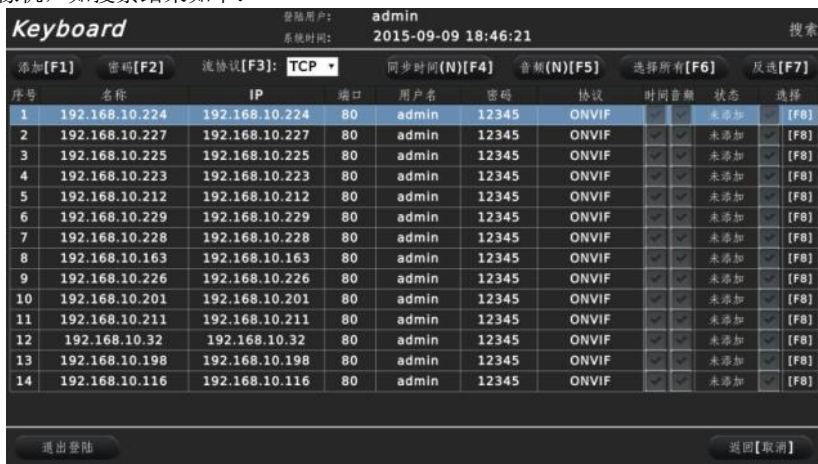 像机，如搜索结果如下：
Keyboard 登陆用户: admin 搜索
系统时间: 2015-09-09 18:46:21
添加[F1] 密码[F2] 流协议[F3]: TCP 同步时间(N)[F4] 音频(N)[F5] 选择所有[F6] 反选[F7]
序号 名称 IP 端口 用户名 密码 协议 时间 音频 状态 选择
1 192.168.10.224 192.168.10.224 80 admin 12345 ONVIF 未添加 [F8]
2 192.168.10.227 192.168.10.227 80 admin 12345 ONVIF 未添加 [F8]
3 192.168.10.225 192.168.10.225 80 admin 12345 ONVIF 未添加 [F8]
4 192.168.10.223 192.168.10.223 80 admin 12345 ONVIF 未添加 [F8]
5 192.168.10.212 192.168.10.212 80 admin 12345 ONVIF 未添加 [F8]
6 192.168.10.229 192.168.10.229 80 admin 12345 ONVIF 未添加 [F8]
7 192.168.10.228 192.168.10.228 80 admin 12345 ONVIF 未添加 [F8]
8 192.168.10.163 192.168.10.163 80 admin 12345 ONVIF 未添加 [F8]
9 192.168.10.226 192.168.10.226 80 admin 12345 ONVIF 未添加 [F8]
10 192.168.10.201 192.168.10.201 80 admin 12345 ONVIF 未添加 [F8]
11 192.168.10.211 192.168.10.211 80 admin 12345 ONVIF 未添加 [F8]
12 192.168.10.32 192.168.10.32 80 admin 12345 ONVIF 未添加 [F8]
13 192.168.10.198 192.168.10.198 80 admin 12345 ONVIF 未添加 [F8]
14 192.168.10.116 192.168.10.116 80 admin 12345 ONVIF 未添加 [F8]
退出登陆 返回[取消]